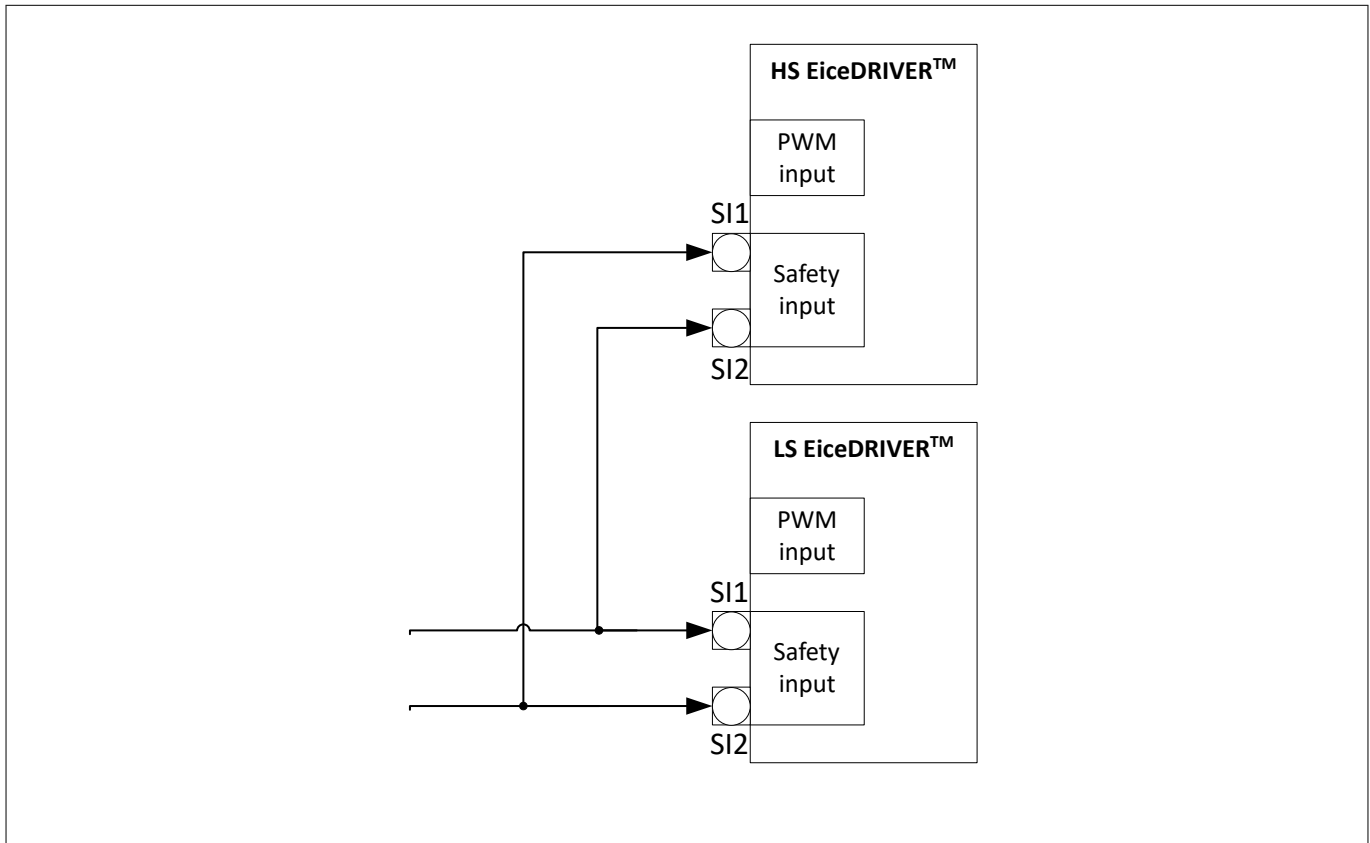 HS EiceDRIVER™
PWM
input
SI1
Safety
input
SI2
LS EiceDRIVER™
PWM
input
SI1
Safety
input
SI2